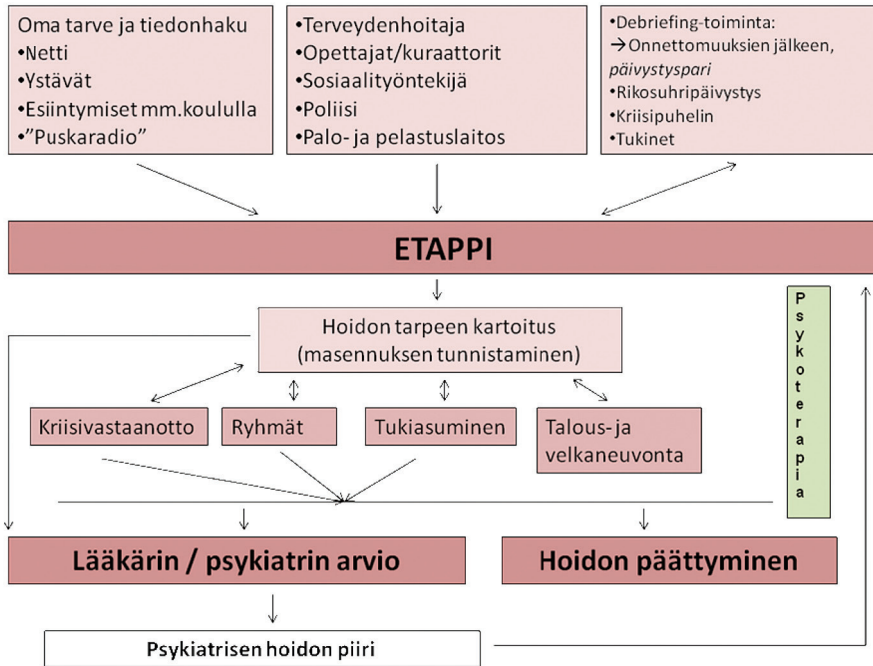 Oma tarve ja tiedonhaku
•Netti
•Ystävät
•Esiintymiset mm.koululla
•”Puskaradio”
•Terveydenhoitaja
•Opettajat/kuraattorit
•Sosiaalityöntekijä
•Poliisi
•Palo- ja pelastuslaitos
•Debriefing-toiminta:
→Onnettomuuksien jälkeen,
päivystyspari
•Rikosuhripäivystys
•Kriisipuhelin
•Tukinet
ETAPPI
Hoidon tarpeen kartoitus
(masennuksen tunnistaminen)
Kriisivastaanotto
Ryhmät
Tukiasuminen
Talous- ja
velkaneuvonta
Psykoterapia
Lääkärin / psykiatrin arvio
Hoidon päättyminen
Psykiatrisen hoidon piiri